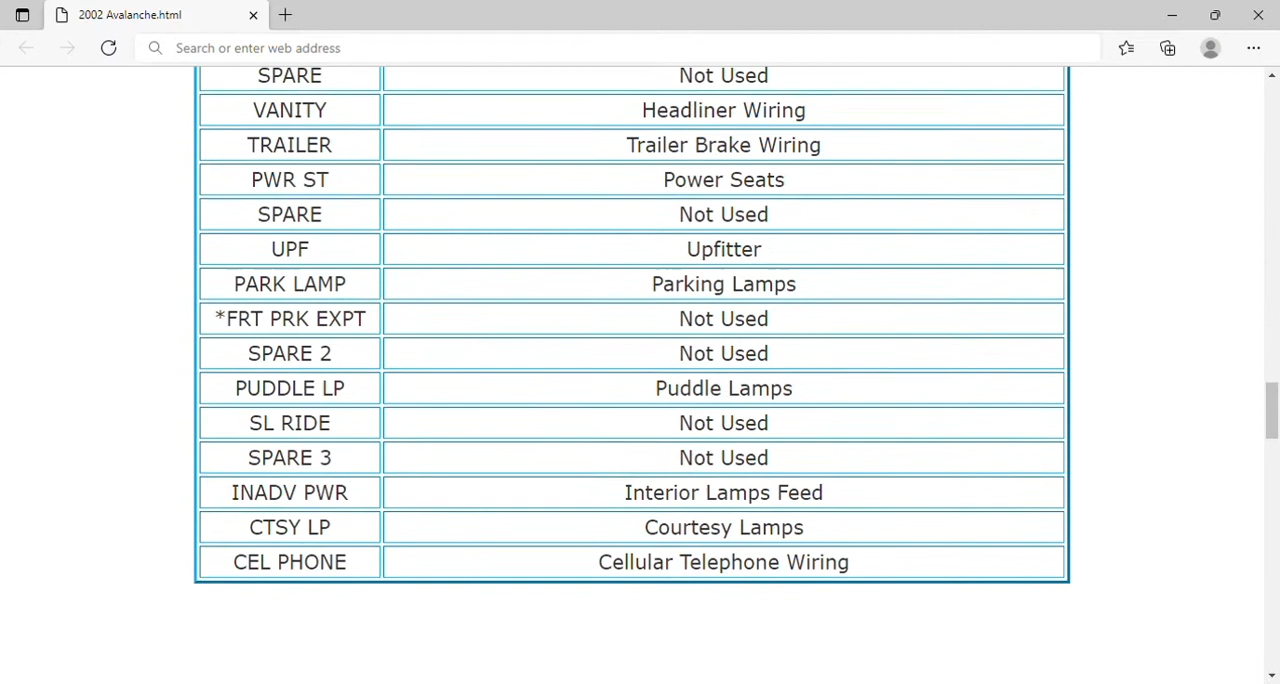 2002 Avalanche.html
Search or enter web address
SPARE Not Used
VANITY Headliner Wiring
TRAILER Trailer Brake Wiring
PWR ST Power Seats
SPARE Not Used
UPF Upfitter
PARK LAMP Parking Lamps
*FRT PRK EXPT Not Used
SPARE 2 Not Used
PUDDLE LP Puddle Lamps
SL RIDE Not Used
SPARE 3 Not Used
INADV PWR Interior Lamps Feed
CTSY LP Courtesy Lamps
CEL PHONE Cellular Telephone Wiring